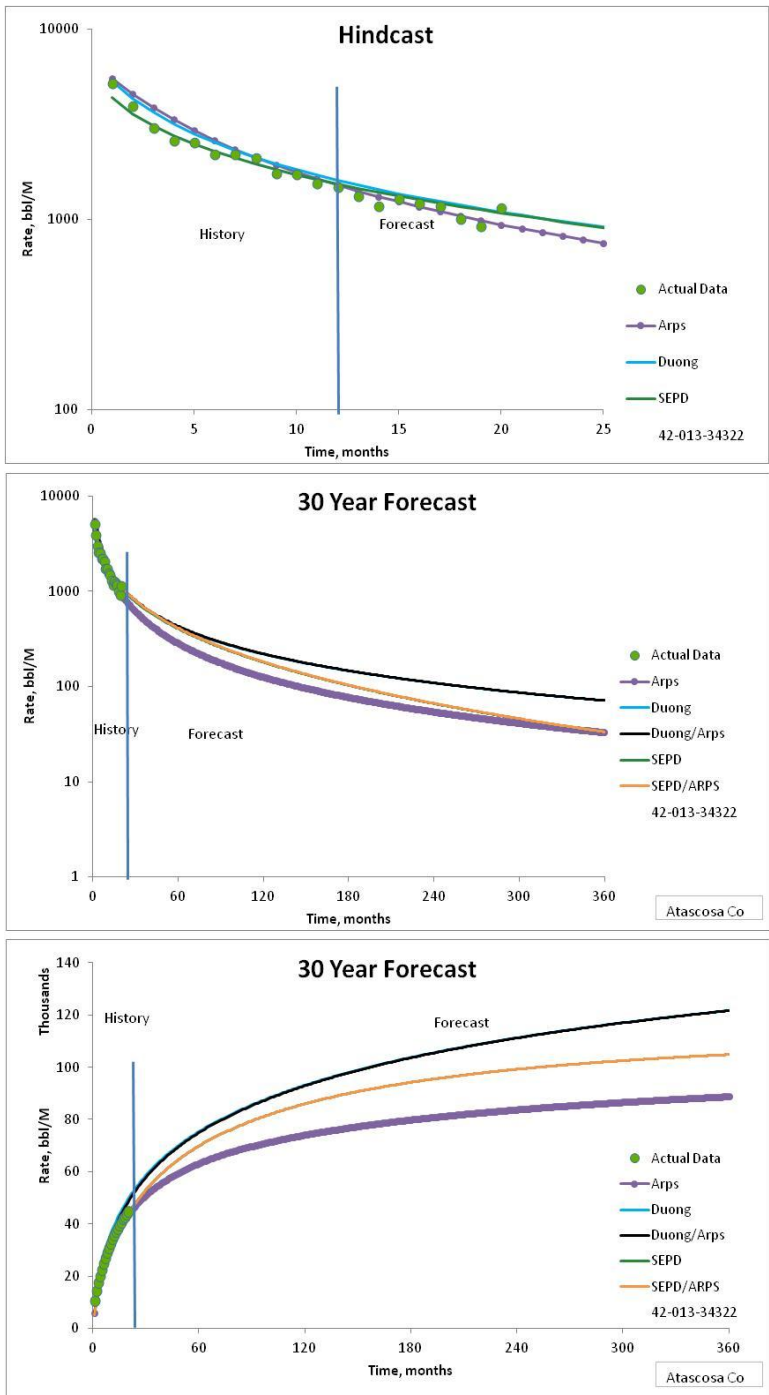 Hindcast
10000
1000
100
Rate, bbl/M
History
Forecast
Actual Data
Arps
Duong
SEPD
42-013-34322
0 5 10 15 20 25
Time, months
30 Year Forecast
10000
1000
100
10
1
Rate, bbl/M
History
Forecast
Actual Data
Arps
Duong
Duong/Arps
SEPD
SEPD/ARPS
42-013-34322
0 60 120 180 240 300 360
Time, months
Atascosa Co
30 Year Forecast
Thousands
Rate, bbl/M
140
120
100
80
60
40
20
0
History
Forecast
Actual Data
Arps
Duong
Duong/Arps
SEPD
SEPD/ARPS
42-013-34322
0 60 120 180 240 300 360
Time, months
Atascosa Co